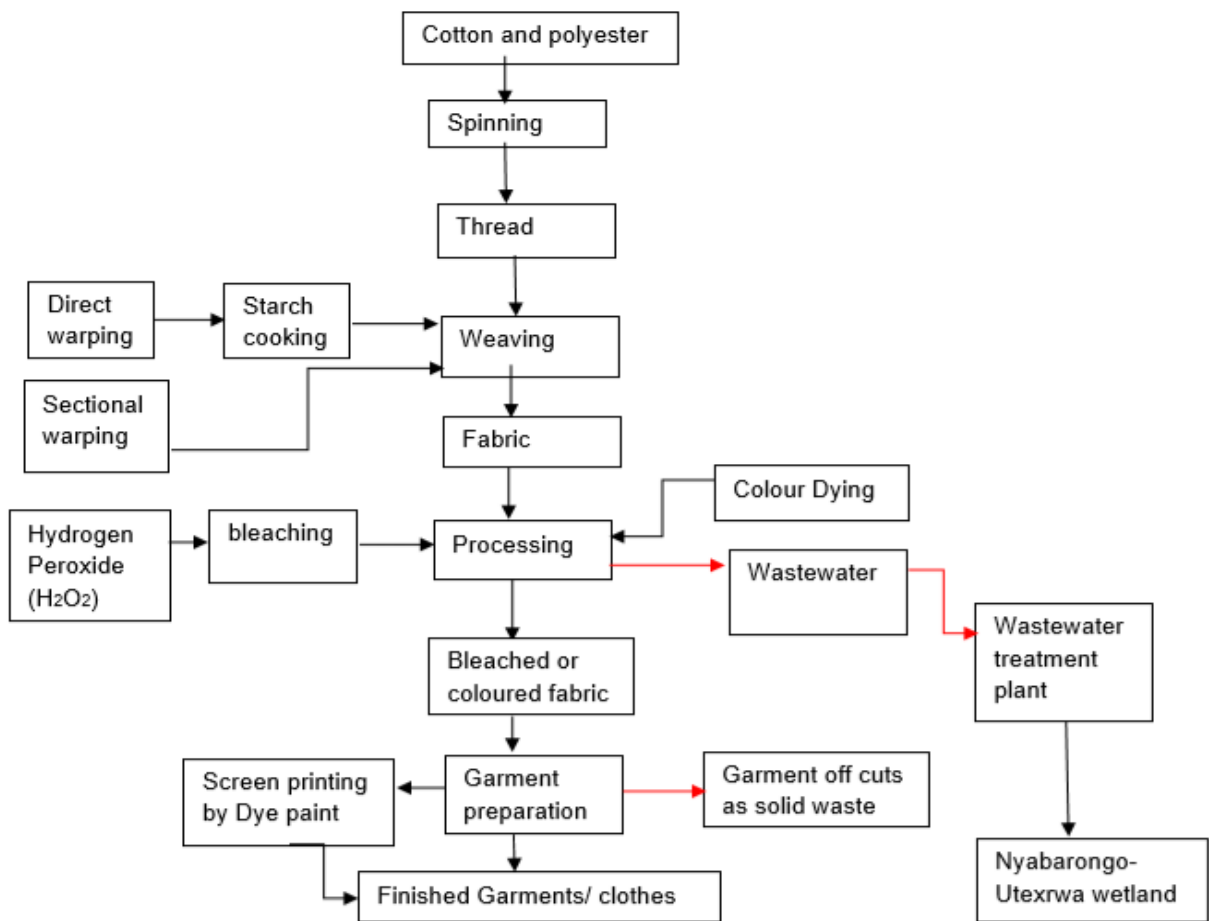 Cotton and polyester
Spinning
Thread
Direct
warping
Starch
cooking
Weaving
Sectional
warping
Fabric
Colour Dying
Hydrogen
Peroxide
(H2O2)
bleaching
Processing
Wastewater
Wastewater
treatment
plant
Bleached or
coloured fabric
Screen printing
by Dye paint
Garment
preparation
Garment off cuts
as solid waste
Nyabarongo-
Utexrwa wetland
Finished Garments/ clothes